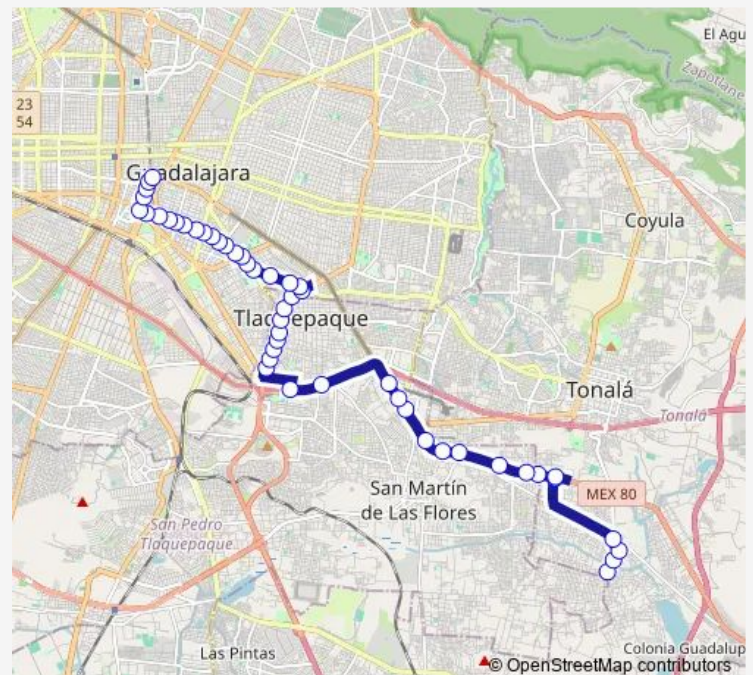 El Agu
Zapotlane
23
54
Guadalajara
Coyula
Tlaquepaque
Tonalá
Tonalá
San Martín
de Las Flores
MEX 80
San Pedro
Tlaquepaque
Las Pintas
Colonia Guadalup
© OpenStreetMap contributors